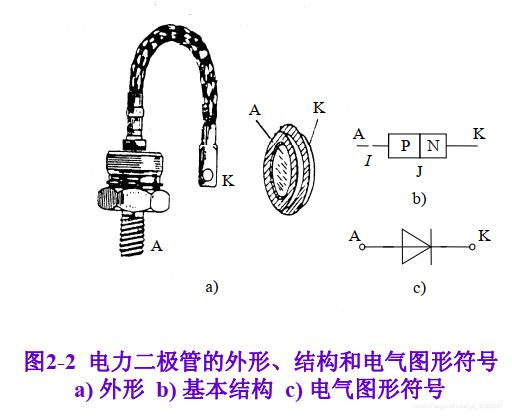 A K
A K
P N
K
I
J
b)
A
A K
a)
c)
图2-2 电力二极管的外形、结构和电气图形符号
a) 外形 b) 基本结构 c) 电气图形符号